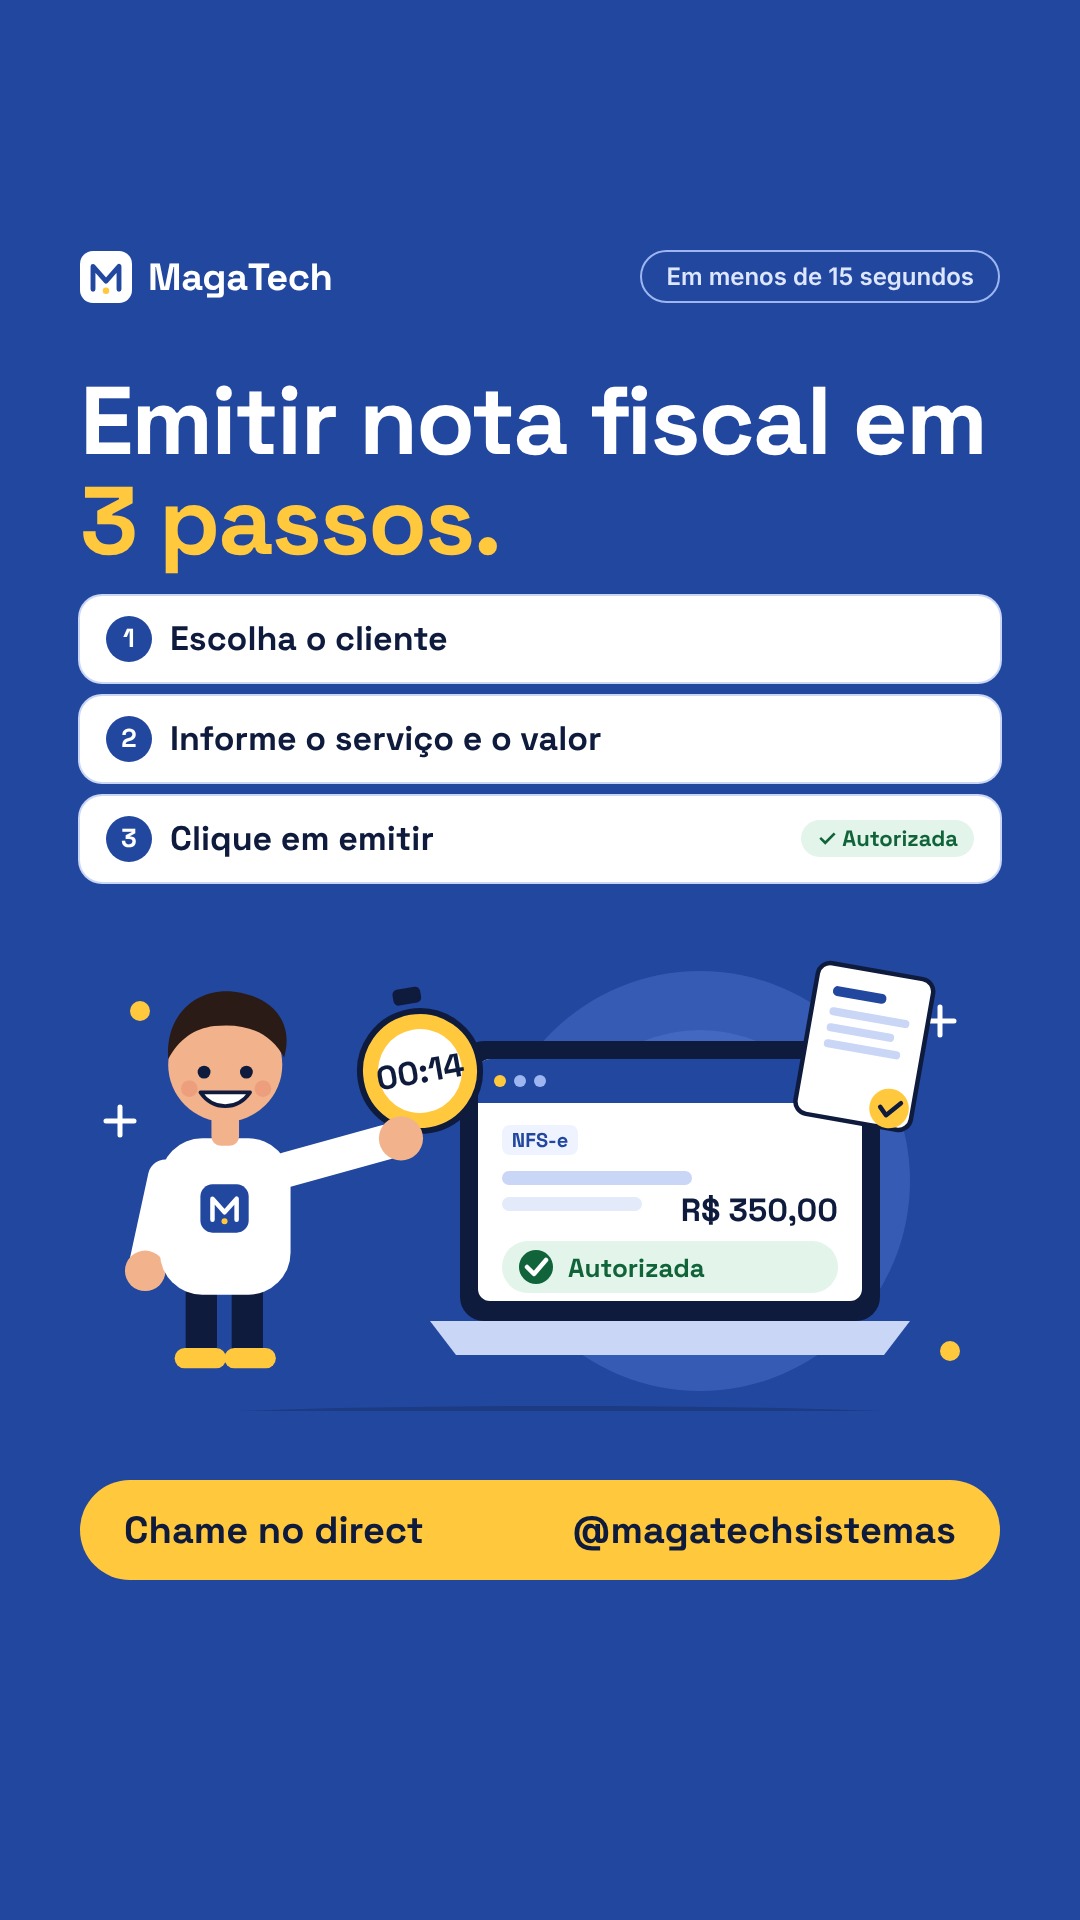 MagaTech
Em menos de 15 segundos
Emitir nota fiscal em
3 passos.
1 Escolha o cliente
2 Informe o serviço e o valor
3 Clique em emitir
✓ Autorizada
00:14
NFS-e
R$ 350,00
Autorizada
Chame no direct
@magatechsistemas